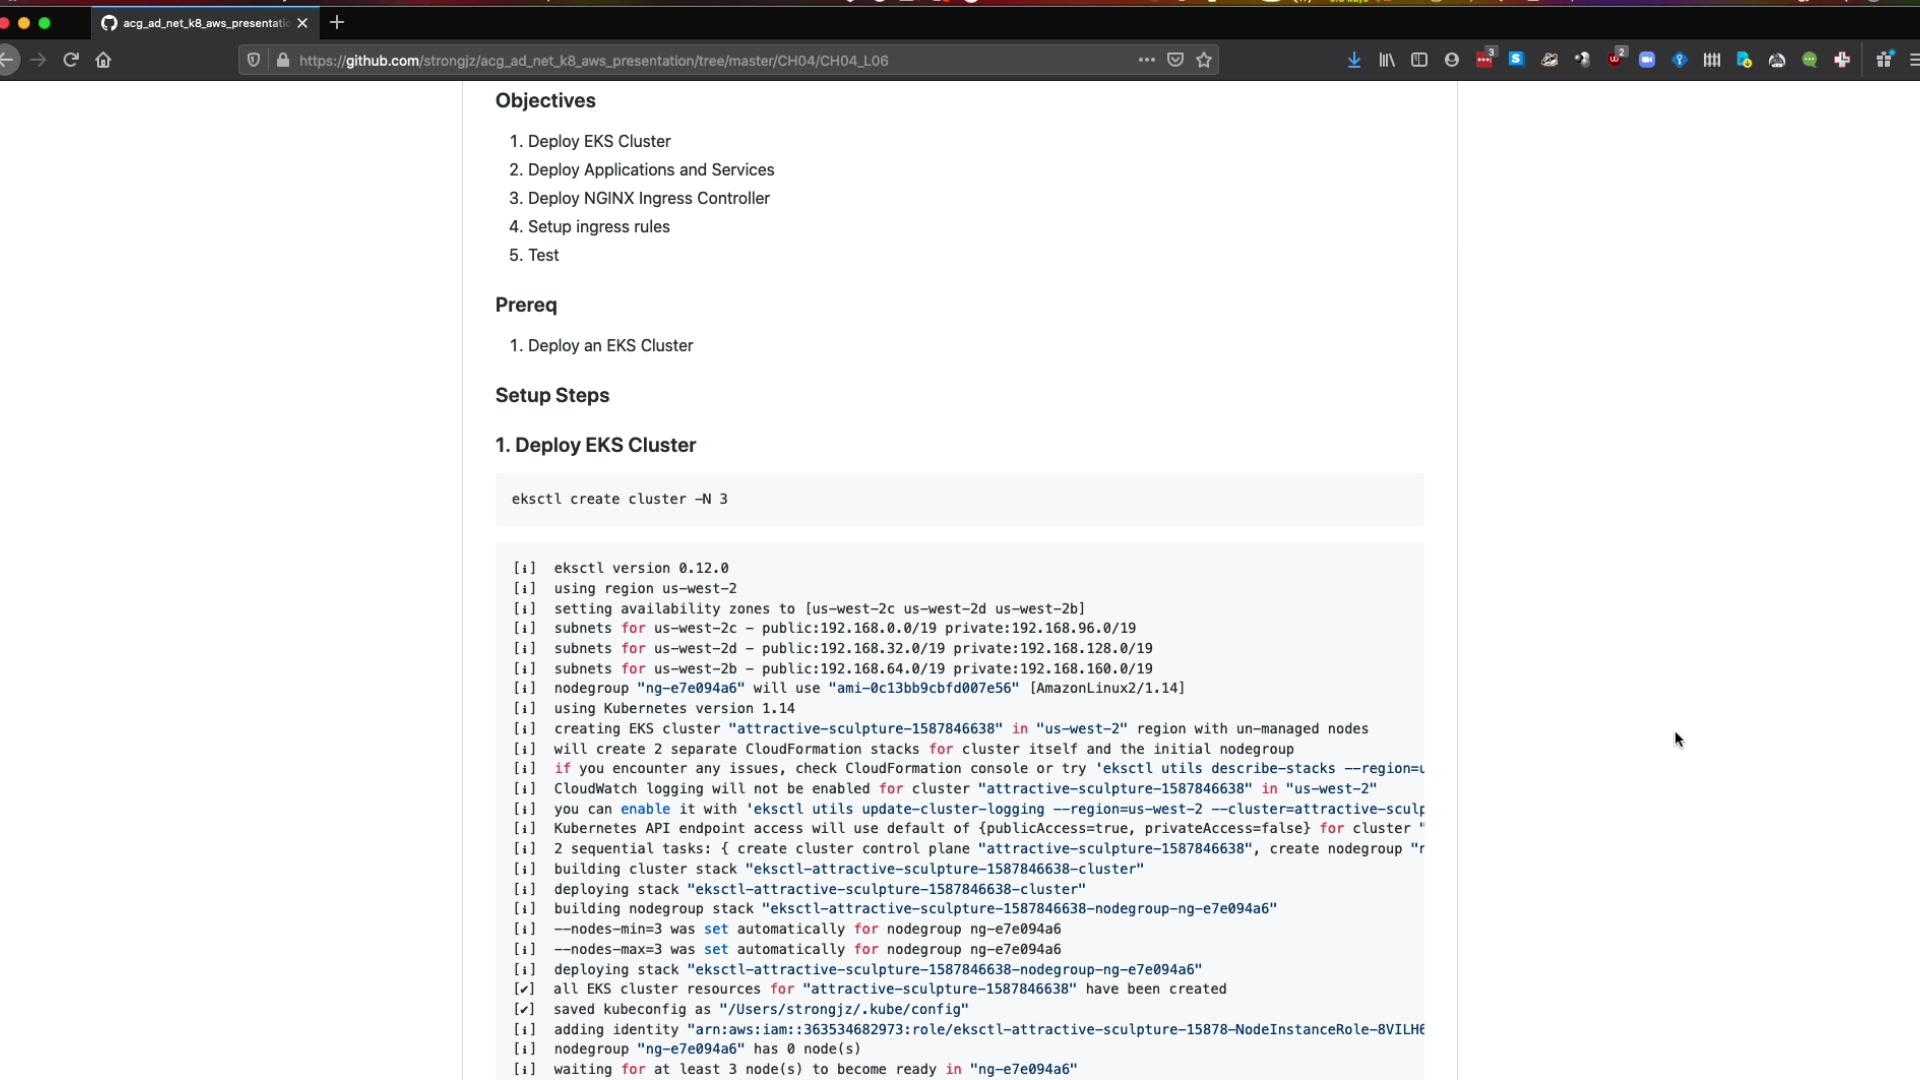 acg_ad_net_k8_aws_presentatio
https://github.com/strongjz/acg_ad_net_k8_aws_presentation/tree/master/CH04/CH04_L06
3
2
Objectives
1. Deploy EKS Cluster
2. Deploy Applications and Services
3. Deploy NGINX Ingress Controller
4. Setup ingress rules
5. Test
Prereq
1. Deploy an EKS Cluster
Setup Steps
1. Deploy EKS Cluster
eksctl create cluster -N 3
[ℹ]  eksctl version 0.12.0
[ℹ]  using region us-west-2
[ℹ]  setting availability zones to [us-west-2c us-west-2d us-west-2b]
[ℹ]  subnets for us-west-2c - public:192.168.0.0/19 private:192.168.96.0/19
[ℹ]  subnets for us-west-2d - public:192.168.32.0/19 private:192.168.128.0/19
[ℹ]  subnets for us-west-2b - public:192.168.64.0/19 private:192.168.160.0/19
[ℹ]  nodegroup "ng-e7e094a6" will use "ami-0c13bb9cbfd007e56" [AmazonLinux2/1.14]
[ℹ]  using Kubernetes version 1.14
[ℹ]  creating EKS cluster "attractive-sculpture-1587846638" in "us-west-2" region with un-managed nodes
[ℹ]  will create 2 separate CloudFormation stacks for cluster itself and the initial nodegroup
[ℹ]  if you encounter any issues, check CloudFormation console or try 'eksctl utils describe-stacks --region=u
[ℹ]  CloudWatch logging will not be enabled for cluster "attractive-sculpture-1587846638" in "us-west-2"
[ℹ]  you can enable it with 'eksctl utils update-cluster-logging --region=us-west-2 --cluster=attractive-sculp
[ℹ]  Kubernetes API endpoint access will use default of {publicAccess=true, privateAccess=false} for cluster "
[ℹ]  2 sequential tasks: { create cluster control plane "attractive-sculpture-1587846638", create nodegroup "n
[ℹ]  building cluster stack "eksctl-attractive-sculpture-1587846638-cluster"
[ℹ]  deploying stack "eksctl-attractive-sculpture-1587846638-cluster"
[ℹ]  building nodegroup stack "eksctl-attractive-sculpture-1587846638-nodegroup-ng-e7e094a6"
[ℹ]  --nodes-min=3 was set automatically for nodegroup ng-e7e094a6
[ℹ]  --nodes-max=3 was set automatically for nodegroup ng-e7e094a6
[ℹ]  deploying stack "eksctl-attractive-sculpture-1587846638-nodegroup-ng-e7e094a6"
[✔]  all EKS cluster resources for "attractive-sculpture-1587846638" have been created
[✔]  saved kubeconfig as "/Users/strongjz/.kube/config"
[ℹ]  adding identity "arn:aws:iam::363534682973:role/eksctl-attractive-sculpture-15878-NodeInstanceRole-8VILH6
[ℹ]  nodegroup "ng-e7e094a6" has 0 node(s)
[ℹ]  waiting for at least 3 node(s) to become ready in "ng-e7e094a6"